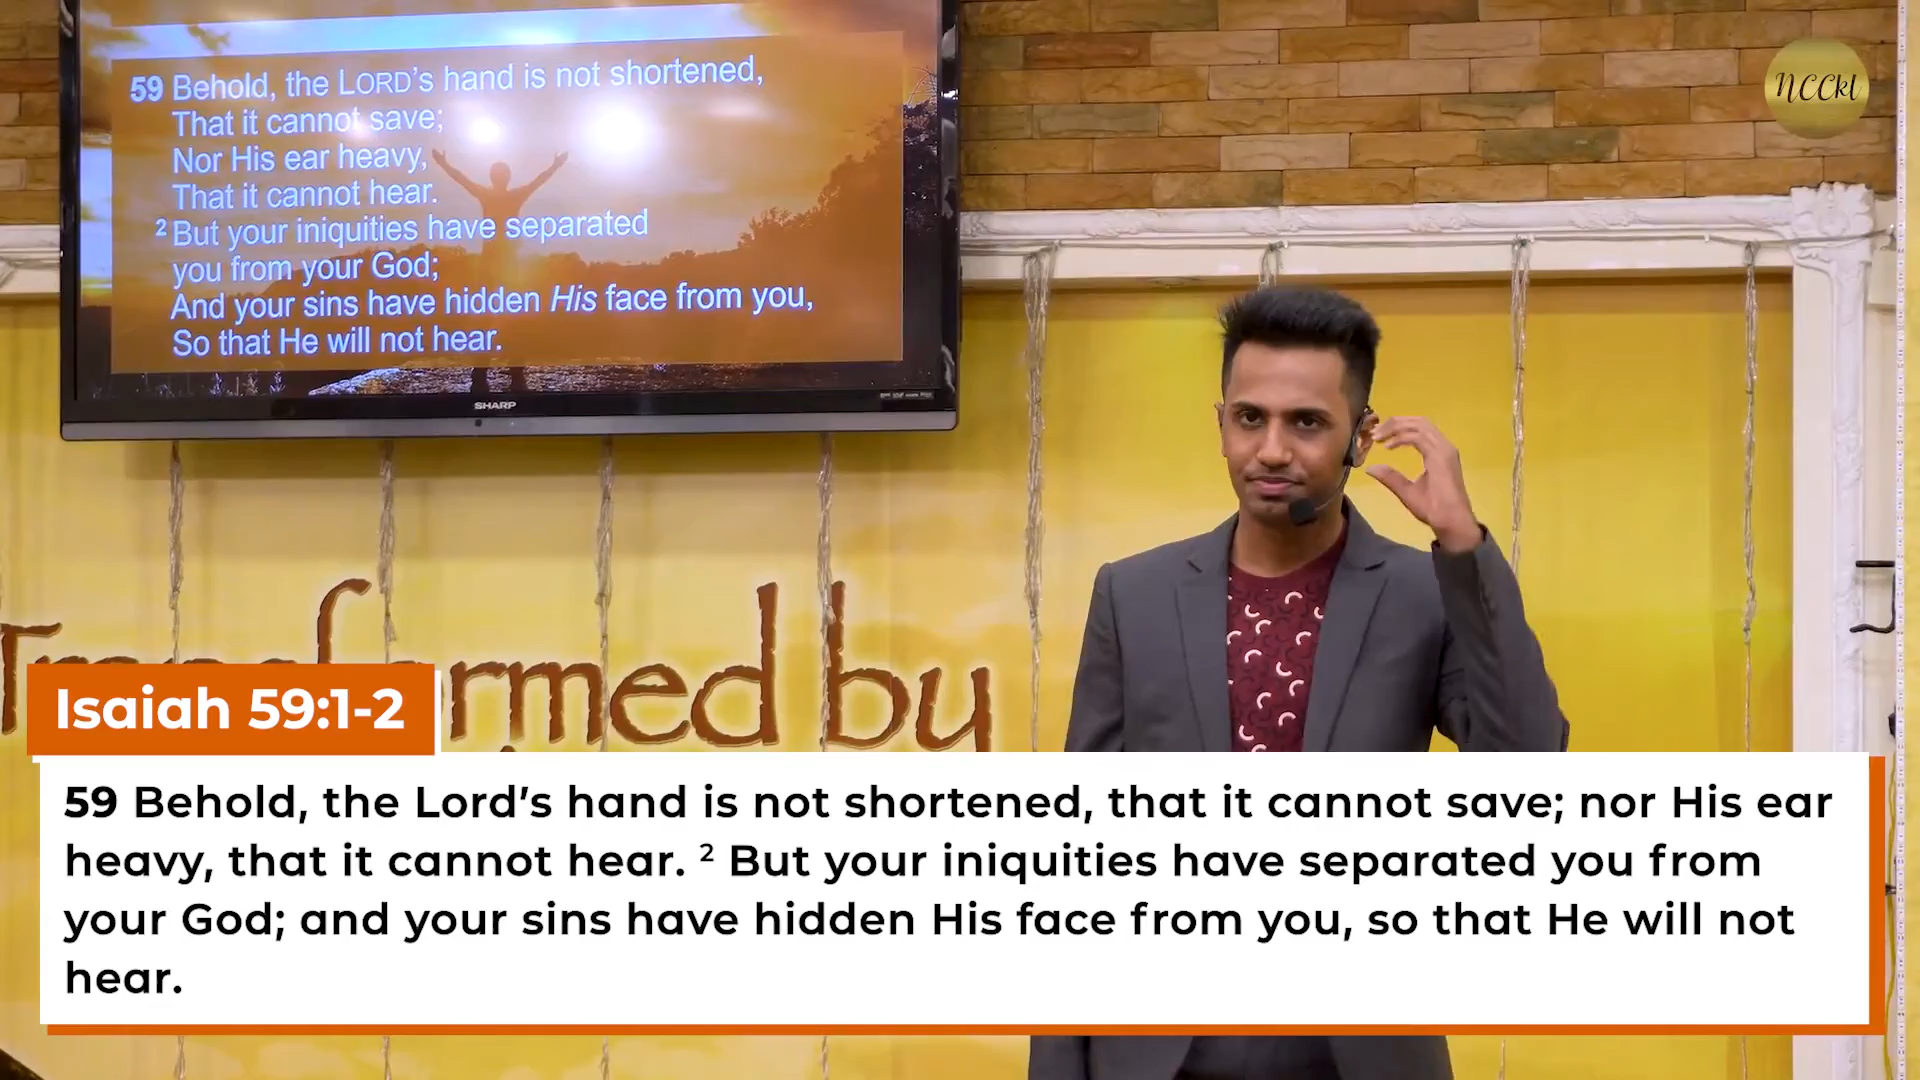 59 Behold, the LORD's hand is not shortened,
That it cannot save;
Nor His ear heavy,
That it cannot hear.
2 But your iniquities have separated
you from your God;
And your sins have hidden His face from you,
So that He will not hear.
SHARP
NCCkl
Transformed by
Isaiah 59:1-2
59 Behold, the Lord's hand is not shortened, that it cannot save; nor His ear
heavy, that it cannot hear. 2 But your iniquities have separated you from
your God; and your sins have hidden His face from you, so that He will not
hear.